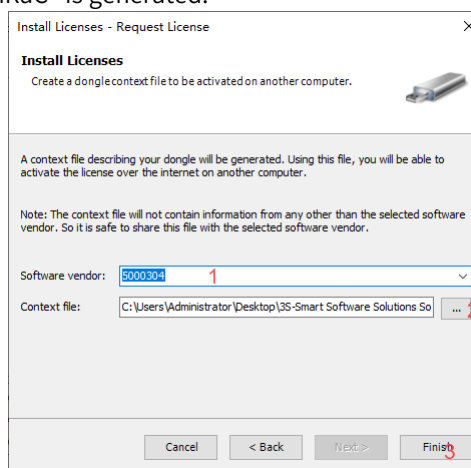 is generated.
Install Licenses - Request License
Install Licenses
Create a dongle context file to be activated on another computer.
A context file describing your dongle will be generated. Using this file, you will be able to
activate the license over the internet on another computer.
Note: The context file will not contain information from any other than the selected software
vendor. So it is safe to share this file with the selected software vendor.
Software vendor: 5000304 1
Context file: C:\Users\Administrator\Desktop\3S-Smart Software Solutions So ... 2
Cancel < Back Next > Finish 3